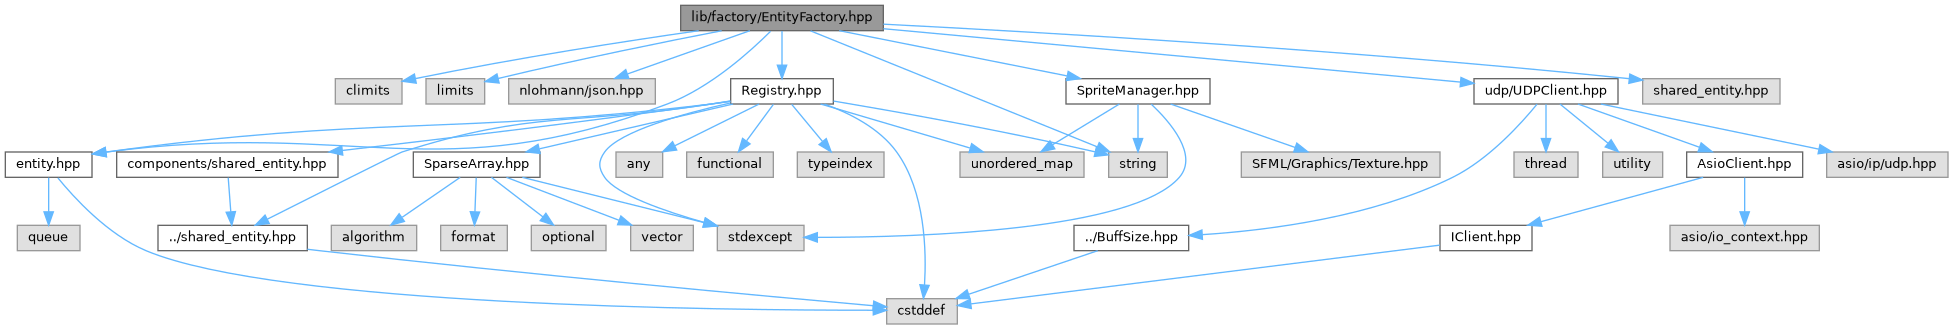 lib/factory/EntityFactory.hpp
climits
limits
nlohmann/json.hpp
Registry.hpp
SpriteManager.hpp
udp/UDPClient.hpp
shared_entity.hpp
entity.hpp
components/shared_entity.hpp
SparseArray.hpp
any
functional
typeindex
unordered_map
string
SFML/Graphics/Texture.hpp
thread
utility
AsioClient.hpp
asio/ip/udp.hpp
queue
../shared_entity.hpp
algorithm
format
optional
vector
stdexcept
../BuffSize.hpp
IClient.hpp
asio/io_context.hpp
cstddef